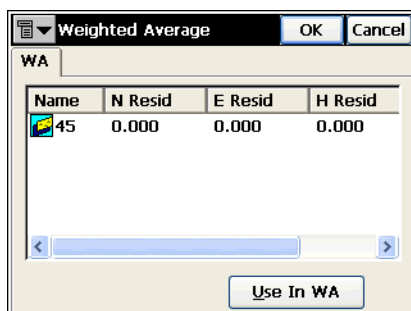 Weighted Average OK Cancel
WA
Name N Resid E Resid H Resid
45 0.000 0.000 0.000
Use In WA